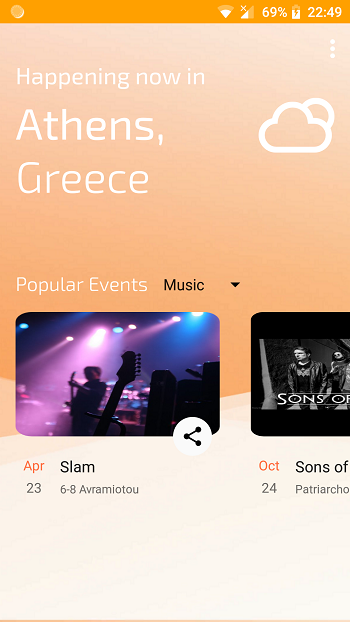 69% 22:49
Happening now in
Athens,
Greece
Popular Events Music
SONS OF
Apr Slam
23 6-8 Avramiotou
Oct Sons of
24 Patriarcho